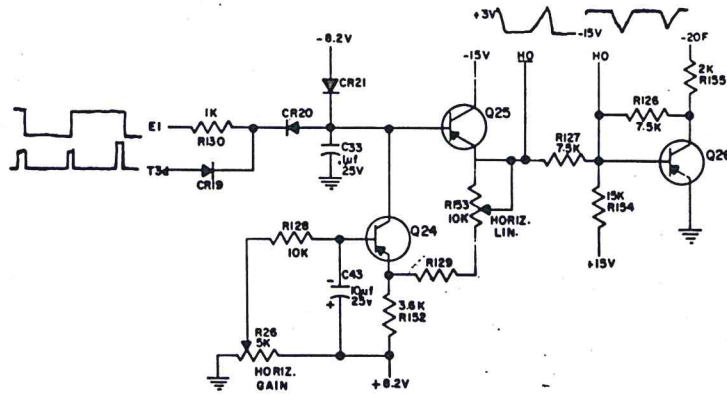 +3V
-15V
HO
HO
-20F
2K
R155
-8.2V
-15V
CR21
Q25
R126
7.5K
E1
1K
R130
CR20
C33
.1µf
25V
R127
7.5K
Q26
T3d
CR19
R153
10K
HORIZ.
LIN.
15K
R154
+15V
R128
10K
Q24
R129
C43
-
10µf
25V
+
3.6K
R152
R26
5K
HORIZ.
GAIN
+8.2V